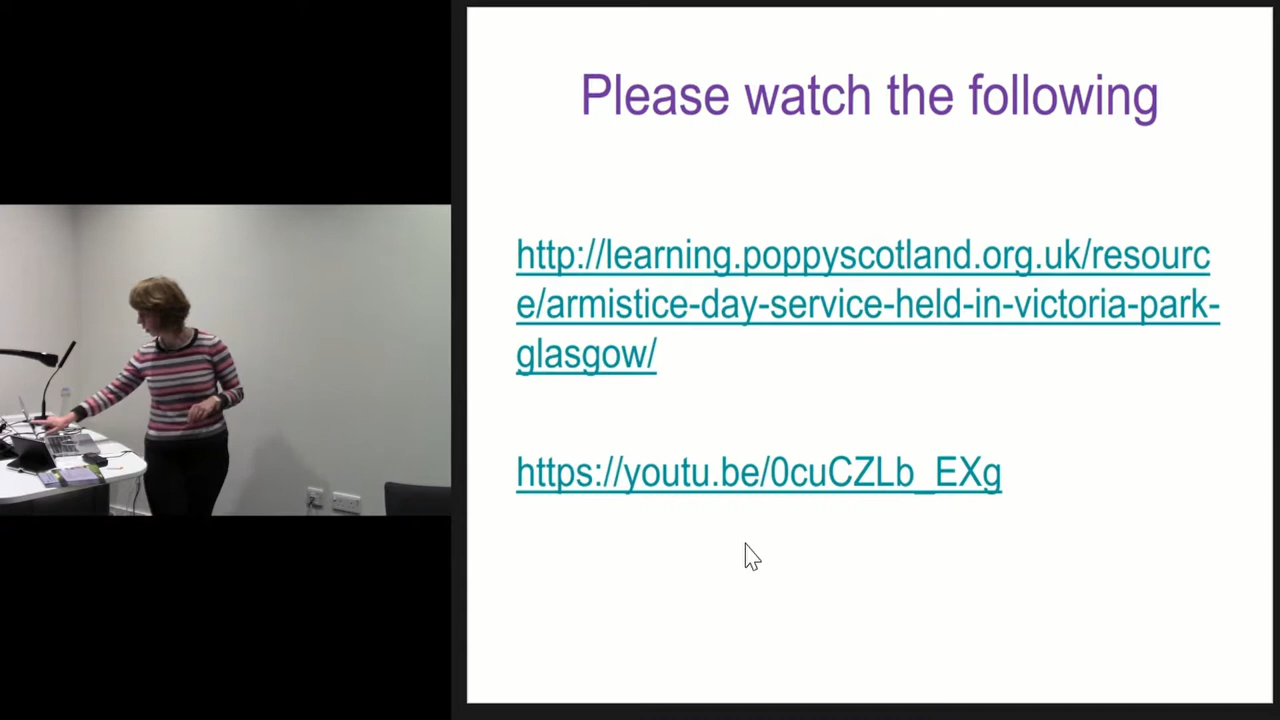 Please watch the following
http://learning.poppyscotland.org.uk/resourc
e/armistice-day-service-held-in-victoria-park-
glasgow/
https://youtu.be/0cuCZLb_EXg